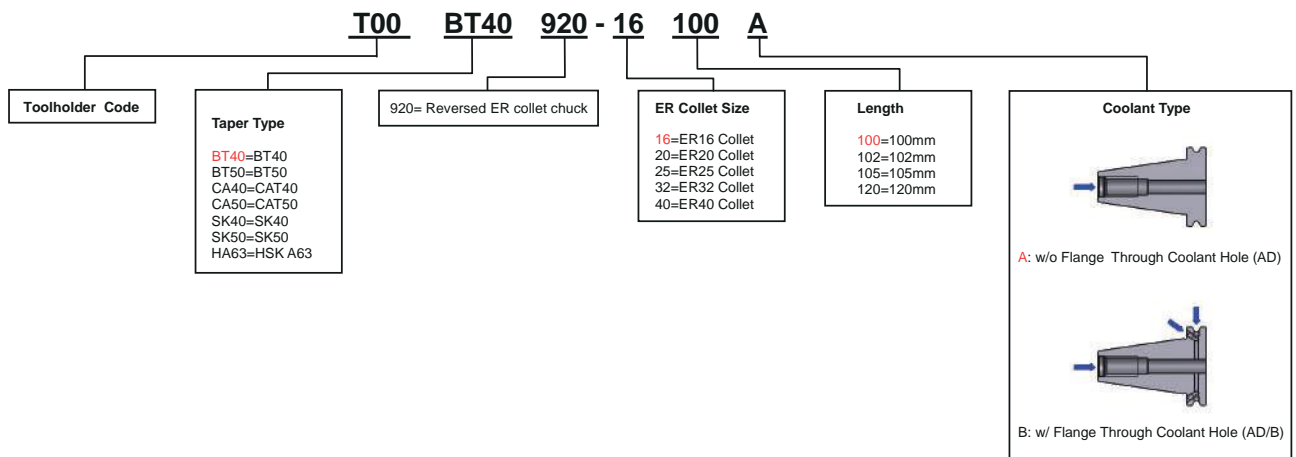 T00 BT40 920 - 16 100 A
Toolholder Code
Taper Type
BT40=BT40
BT50=BT50
CA40=CAT40
CA50=CAT50
SK40=SK40
SK50=SK50
HA63=HSK A63
920= Reversed ER collet chuck
ER Collet Size
16=ER16 Collet
20=ER20 Collet
25=ER25 Collet
32=ER32 Collet
40=ER40 Collet
Length
100=100mm
102=102mm
105=105mm
120=120mm
Coolant Type
A: w/o Flange Through Coolant Hole (AD)
B: w/ Flange Through Coolant Hole (AD/B)